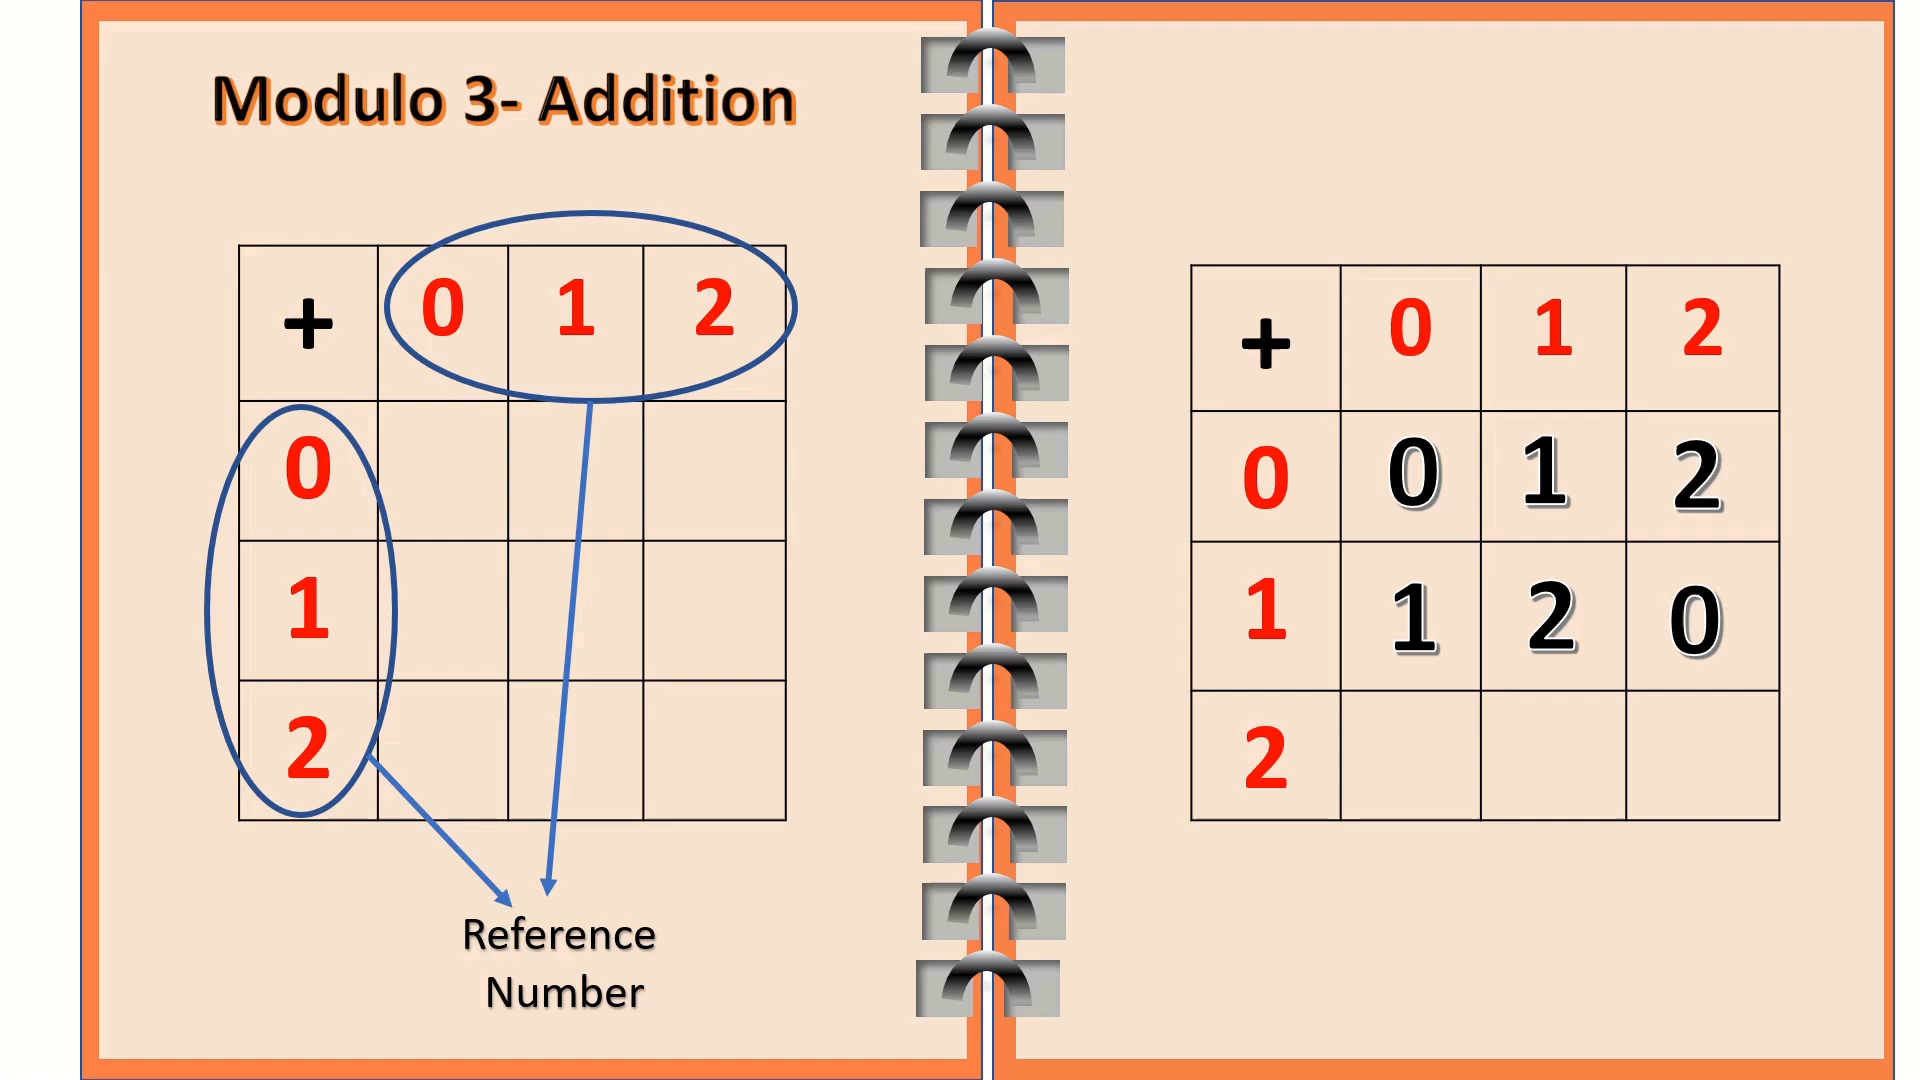 Modulo 3- Addition
+ 0 1 2
0
1
2
Reference
Number
+ 0 1 2
0 0 1 2
1 1 2 0
2